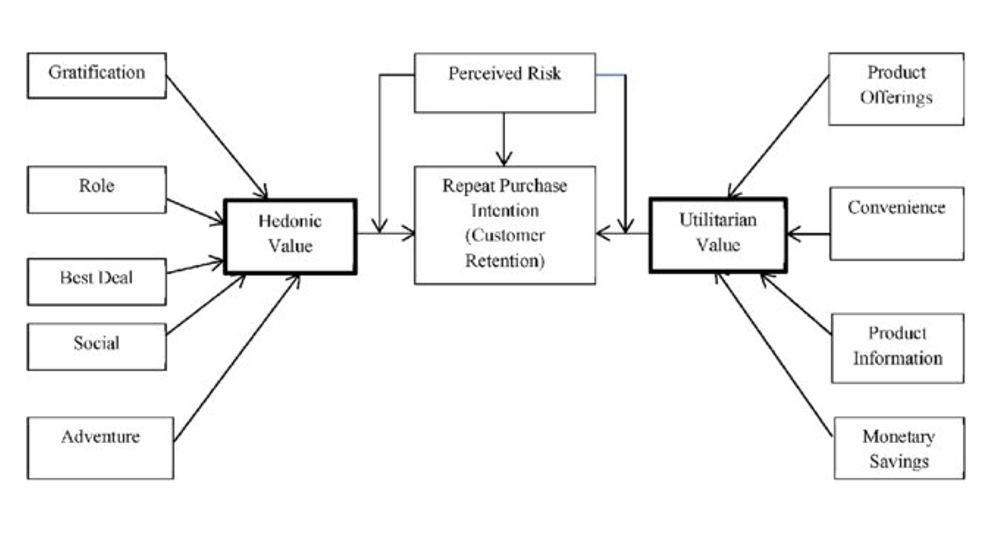 Gratification
Role
Best Deal
Social
Adventure
Hedonic
Value
Perceived Risk
Repeat Purchase
Intention
(Customer
Retention)
Utilitarian
Value
Product
Offerings
Convenience
Product
Information
Monetary
Savings